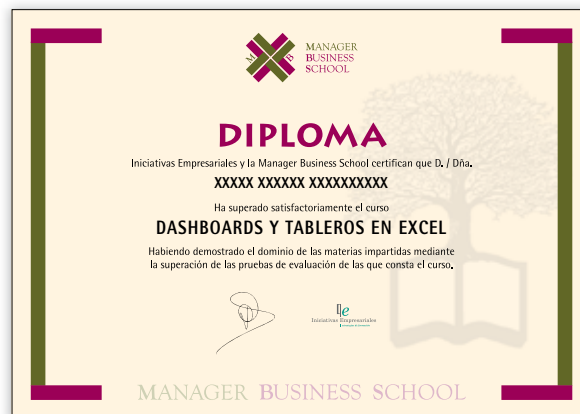 M B
MANAGER
BUSINESS
SCHOOL
DIPLOMA
Iniciativas Empresariales y la Manager Business School certifican que D. / Dña.
XXXXX XXXXXX XXXXXXXXXX
Ha superado satisfactoriamente el curso
DASHBOARDS Y TABLEROS EN EXCEL
Habiendo demostrado el dominio de las materias impartidas mediante
la superación de las pruebas de evaluación de las que consta el curso.
Ie
Iniciativas Empresariales
MANAGER BUSINESS SCHOOL